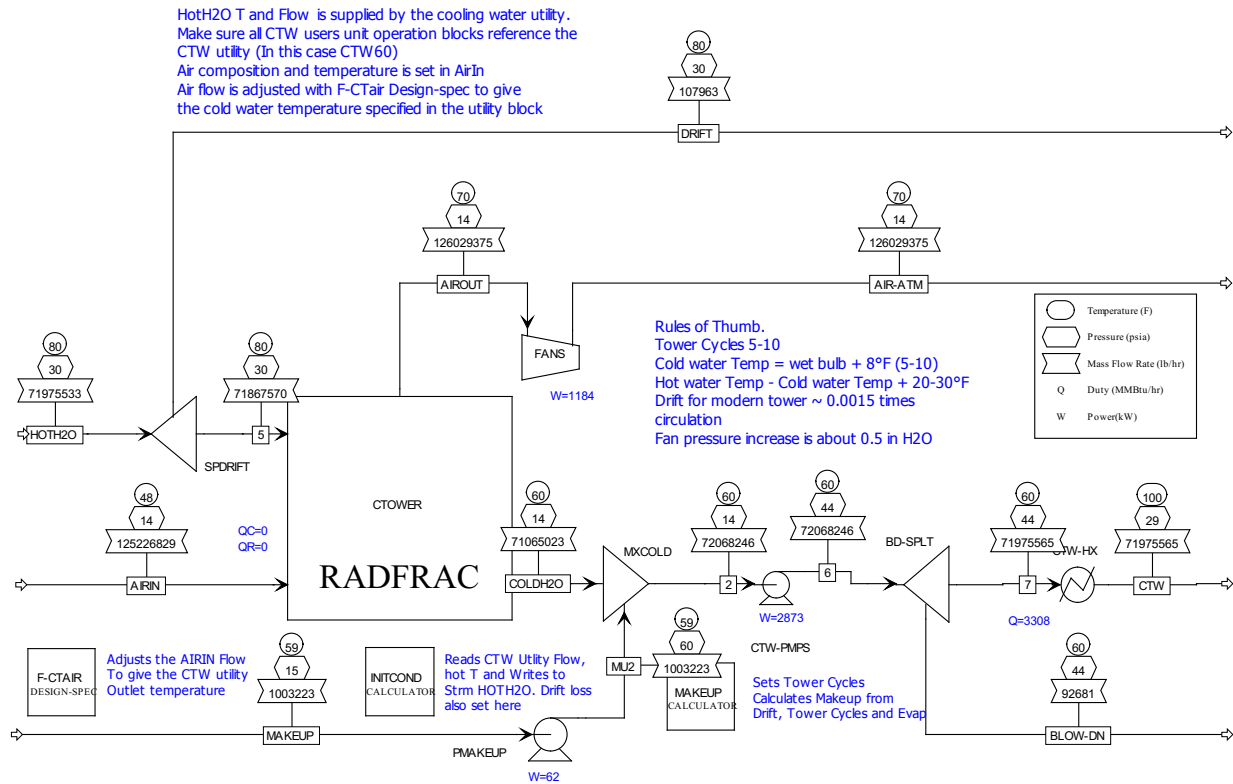 HotH2O T and Flow is supplied by the cooling water utility.
Make sure all CTW users unit operation blocks reference the
CTW utility (In this case CTW60)
Air composition and temperature is set in AirIn
Air flow is adjusted with F-CTair Design-spec to give
the cold water temperature specified in the utility block
80
30
107963
DRIFT
70
14
126029375
AIROUT
70
14
126029375
AIR-ATM
FANS
W=1184
Rules of Thumb.
Tower Cycles 5-10
Cold water Temp = wet bulb + 8°F (5-10)
Hot water Temp - Cold water Temp + 20-30°F
Drift for modern tower ~ 0.0015 times
circulation
Fan pressure increase is about 0.5 in H2O
Temperature (F)
Pressure (psia)
Mass Flow Rate (lb/hr)
Q Duty (MMBtu/hr)
W Power(kW)
80
30
71975533
HOTH2O
SPDRIFT
80
30
71867570
5
48
14
125226829
AIRIN
QC=0
QR=0
CTOWER
RADFRAC
60
14
71065023
COLDH2O
MXCOLD
60
14
72068246
2
W=2873
CTW-PMPS
60
44
72068246
6
BD-SPLT
60
44
71975565
7
CTW-HX
Q=3308
100
29
71975565
CTW
F-CTAIR
DESIGN-SPEC
Adjusts the AIRIN Flow
To give the CTW utility
Outlet temperature
59
15
1003223
MAKEUP
INITCOND
CALCULATOR
Reads CTW Utlity Flow,
hot T and Writes to
Strm HOTH2O. Drift loss
also set here
PMAKEUP
W=62
MU2
59
60
1003223
MAKEUP
CALCULATOR
Sets Tower Cycles
Calculates Makeup from
Drift, Tower Cycles and Evap
60
44
92681
BLOW-DN